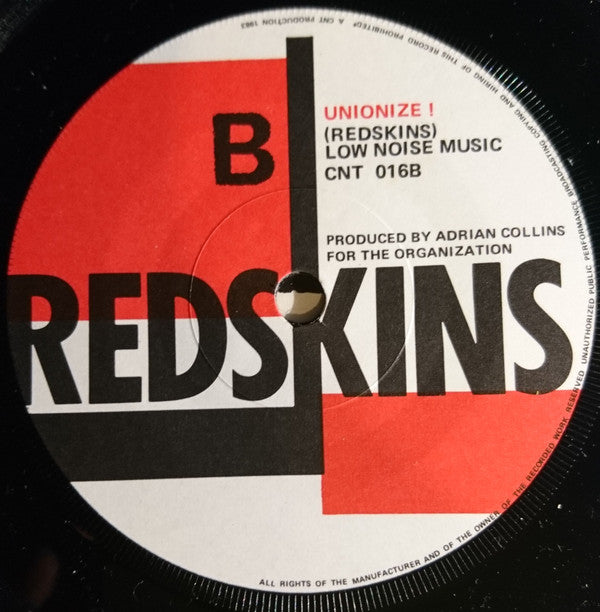 B
UNIONIZE !
(REDSKINS)
LOW NOISE MUSIC
CNT 016B
PRODUCED BY ADRIAN COLLINS
FOR THE ORGANIZATION
REDSKINS
ALL RIGHTS OF THE MANUFACTURER AND OF THE OWNER OF THE RECORDED WORK RESERVED UNAUTHORIZED PUBLIC PERFORMANCE BROADCASTING COPYING AND HIRING OF THIS RECORD PROHIBITED® A CNT PRODUCTION 1983